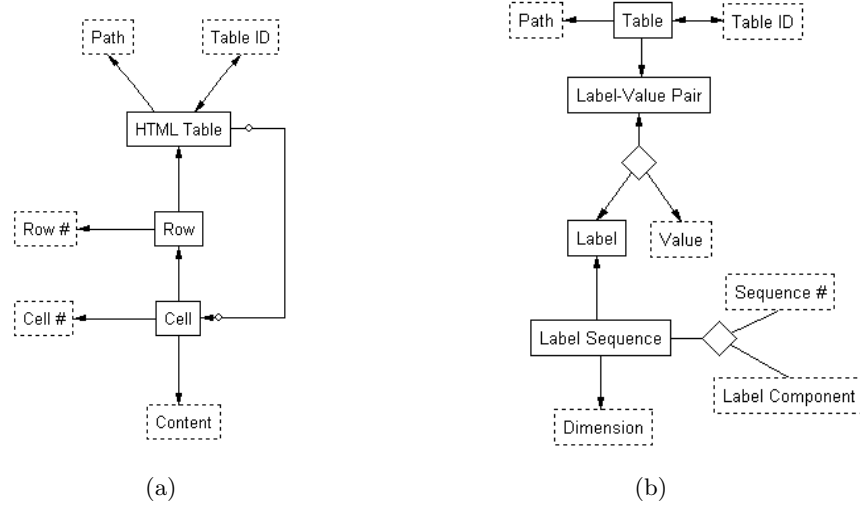 Path
Table ID
HTML Table
Row #
Row
Cell #
Cell
Content
(a)
Path
Table
Table ID
Label-Value Pair
Label
Value
Sequence #
Label Sequence
Label Component
Dimension
(b)